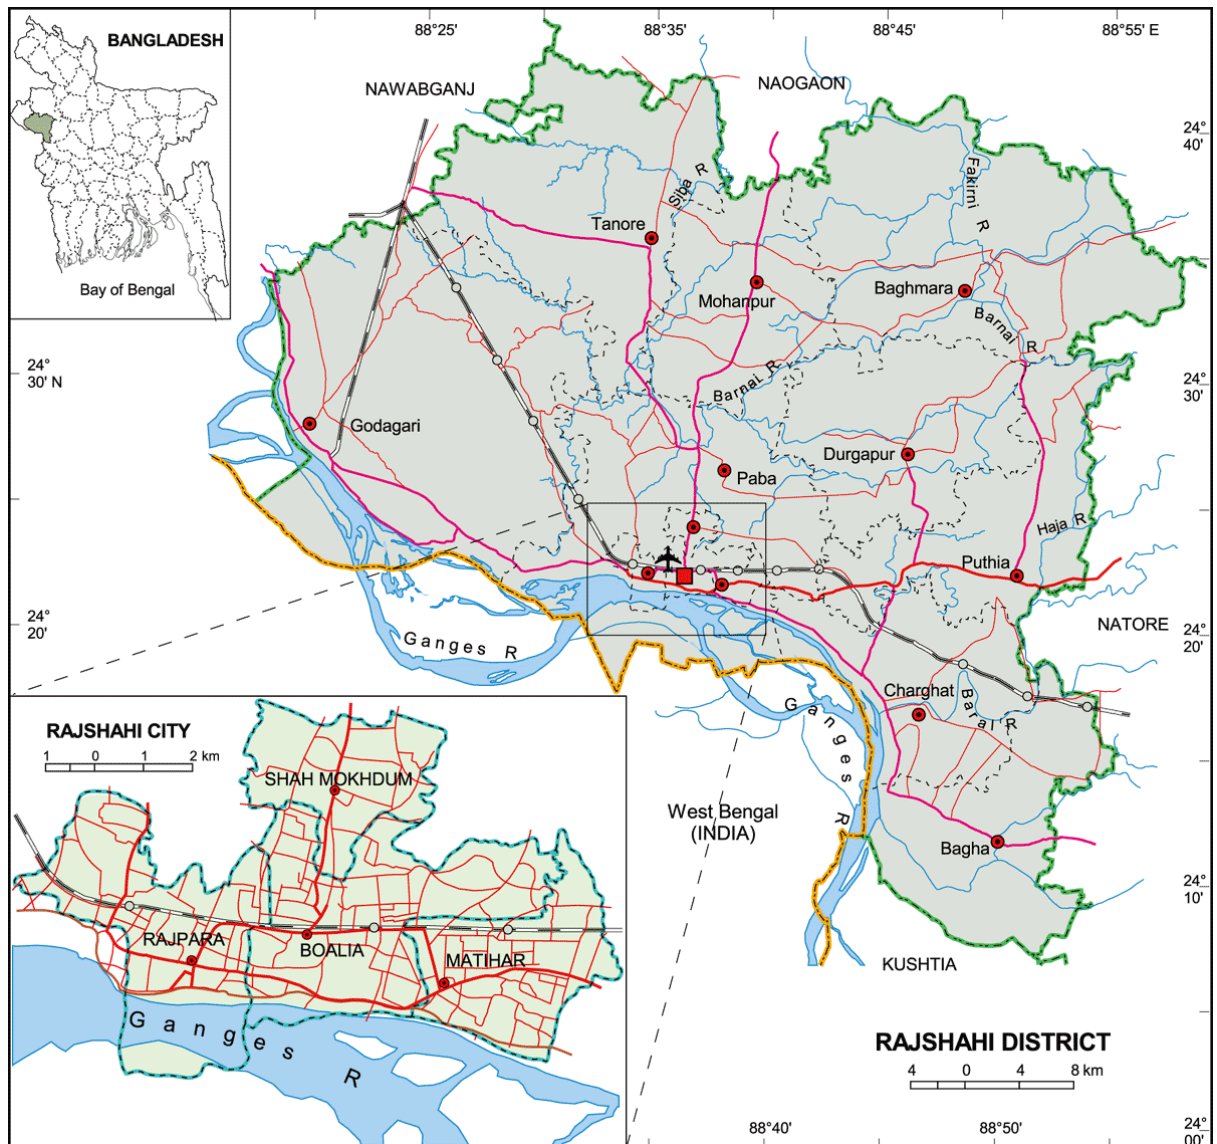 88°25'
88°35'
88°45'
88°55' E
BANGLADESH
Bay of Bengal
NAWABGANJ
NAOGAON
24°
40'
Siba R
Fakirni R
Tanore
Mohanpur
Baghmara
Barnai R
24°
30' N
24°
30'
Barnai R
Godagari
Durgapur
Paba
Haja R
Puthia
24°
20'
Ganges R
NATORE
24°
20'
Charghat
Baral R
Ganges R
West Bengal
(INDIA)
Bagha
24°
10'
KUSHTIA
RAJSHAHI CITY
1 0 1 2 km
SHAH MOKHDUM
RAJPARA
BOALIA
MATIHAR
Ganges R
RAJSHAHI DISTRICT
4 0 4 8 km
88°40'
88°50'
24°
00'